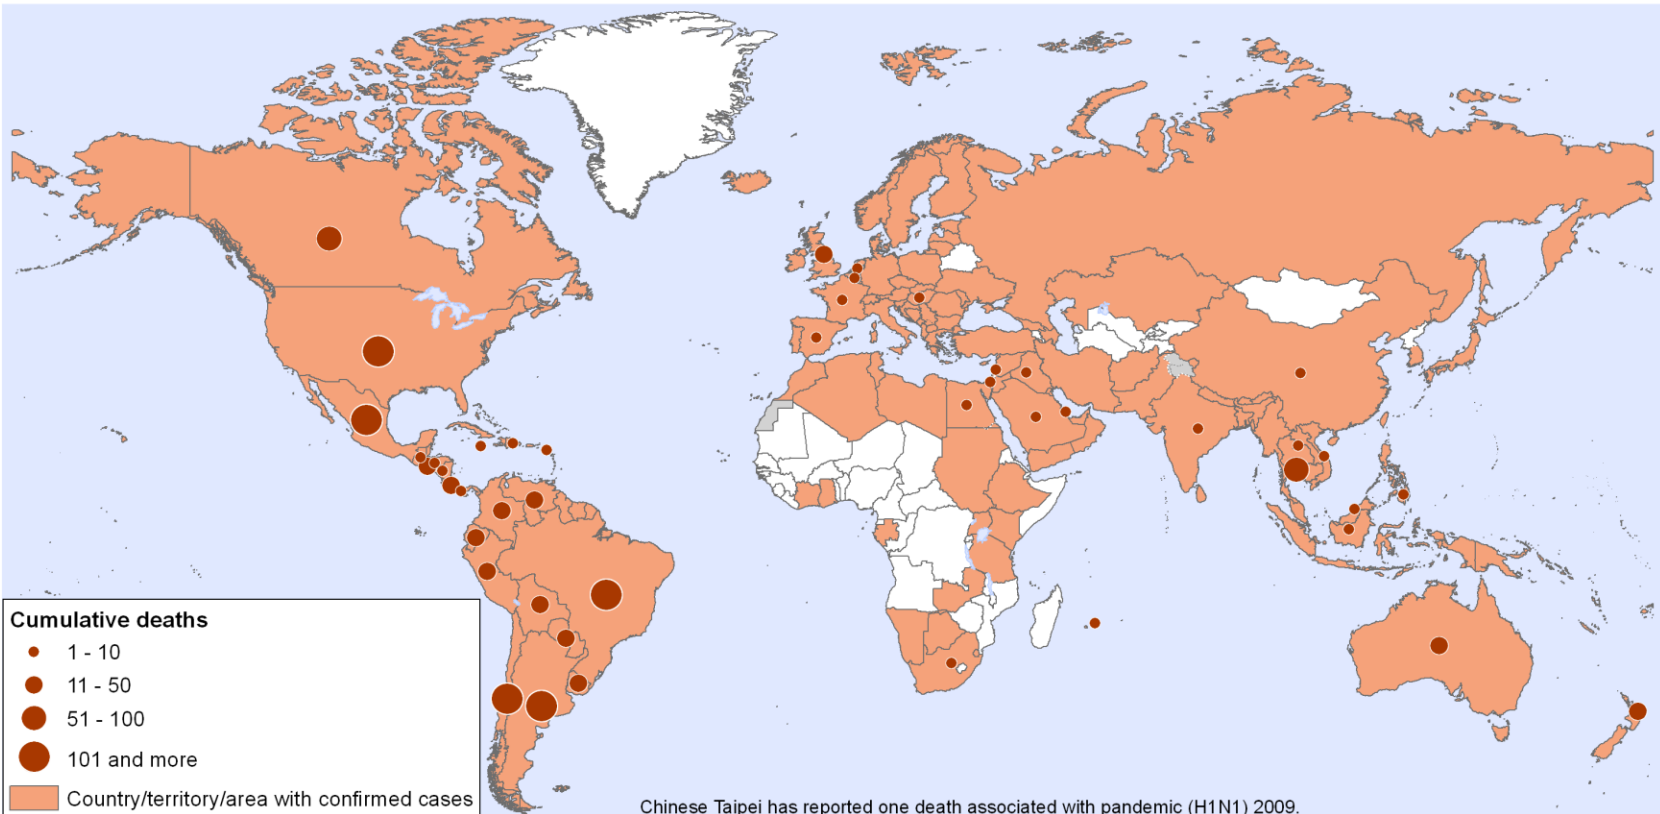 Cumulative deaths
1 - 10
11 - 50
51 - 100
101 and more
Country/territory/area with confirmed cases
Chinese Taipei has reported one death associated with pandemic (H1N1) 2009.